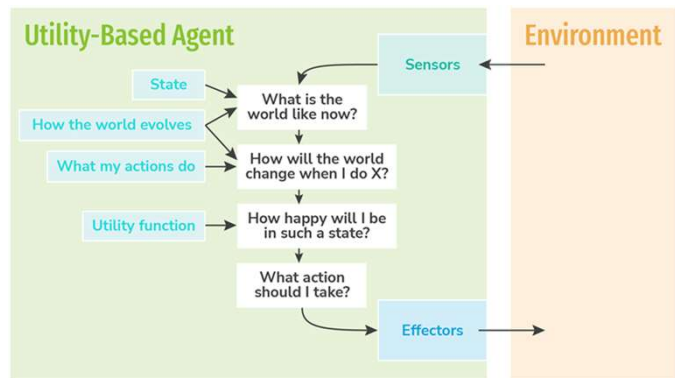 Utility-Based Agent
Environment
Sensors
State
What is the
world like now?
How the world evolves
How will the world
change when I do X?
What my actions do
How happy will I be
in such a state?
Utility function
What action
should I take?
Effectors